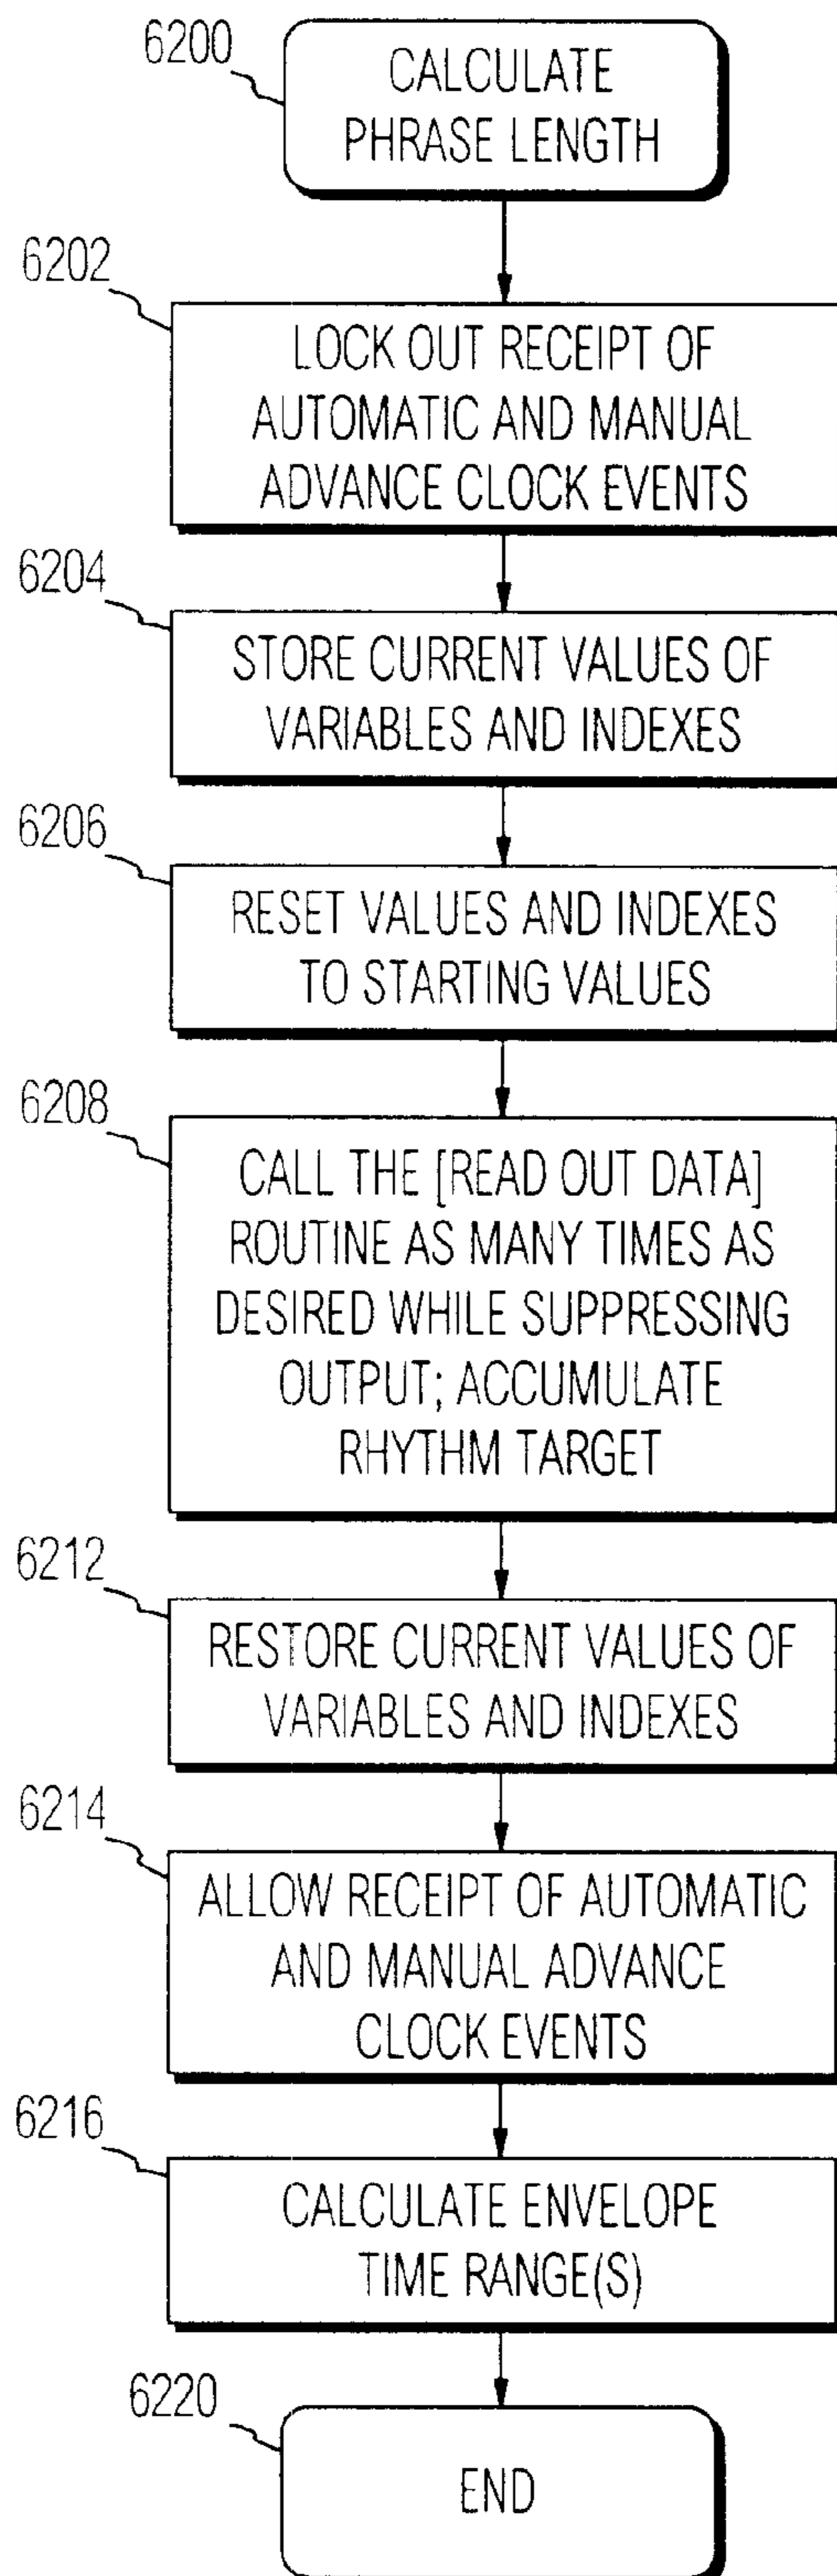 6200
CALCULATE
PHRASE LENGTH
6202
LOCK OUT RECEIPT OF
AUTOMATIC AND MANUAL
ADVANCE CLOCK EVENTS
6204
STORE CURRENT VALUES OF
VARIABLES AND INDEXES
6206
RESET VALUES AND INDEXES
TO STARTING VALUES
6208
CALL THE [READ OUT DATA]
ROUTINE AS MANY TIMES AS
DESIRED WHILE SUPPRESSING
OUTPUT; ACCUMULATE
RHYTHM TARGET
6212
RESTORE CURRENT VALUES OF
VARIABLES AND INDEXES
6214
ALLOW RECEIPT OF AUTOMATIC
AND MANUAL ADVANCE
CLOCK EVENTS
6216
CALCULATE ENVELOPE
TIME RANGE(S)
6220
END